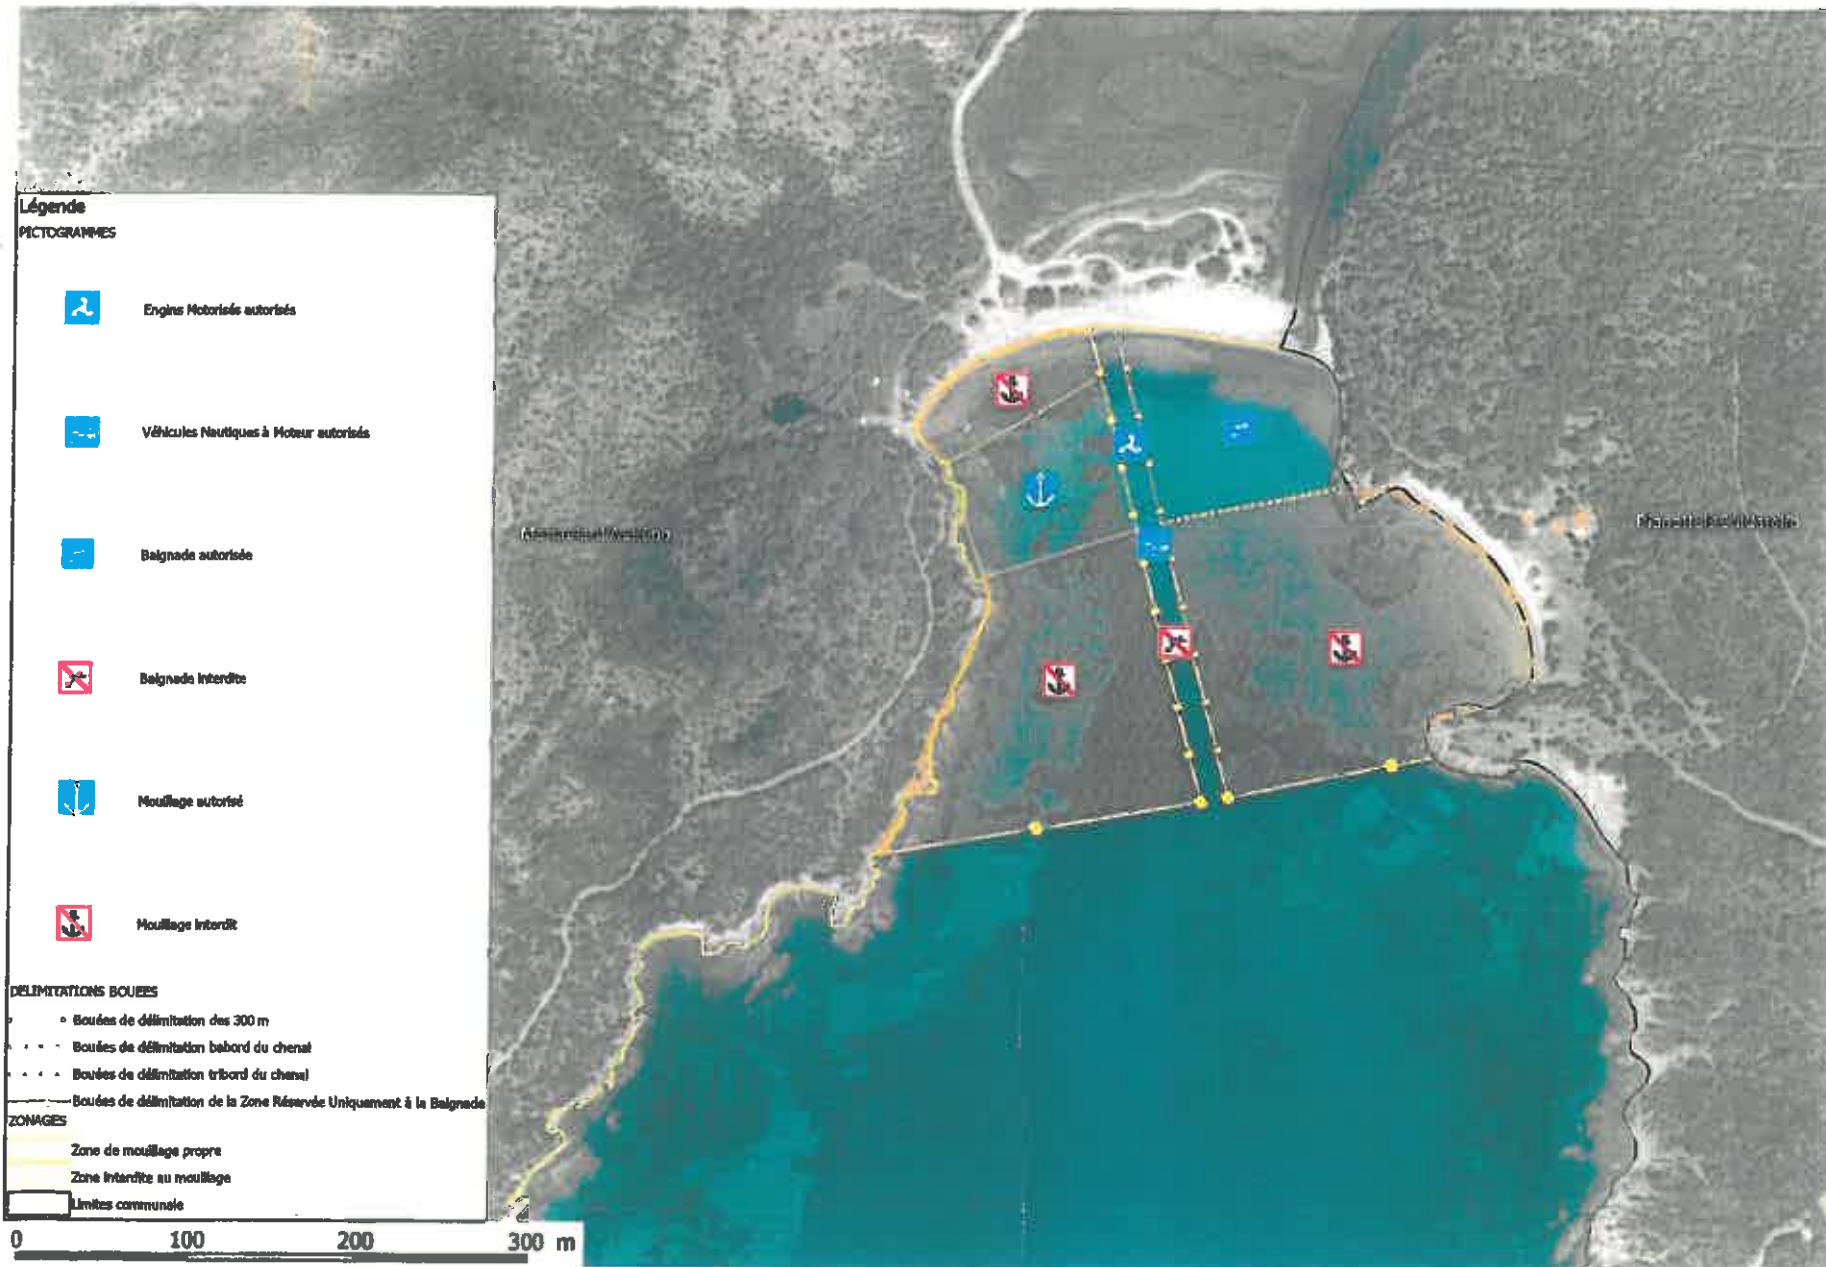 Légende
PICTOGRAMMES
Engins Motorisés autorisés
Véhicules Nautiques à Moteur autorisés
Baignade autorisée
Baignade interdite
Mouillage autorisé
Mouillage interdit
DELIMITATIONS BOUEES
Bouées de délimitation des 300 m
Bouées de délimitation babord du chenal
Bouées de délimitation tribord du chenal
Bouées de délimitation de la Zone Réservée Uniquement à la Baignade
ZONAGES
Zone de mouillage propre
Zone interdite au mouillage
Limites communale
0 100 200 300 m